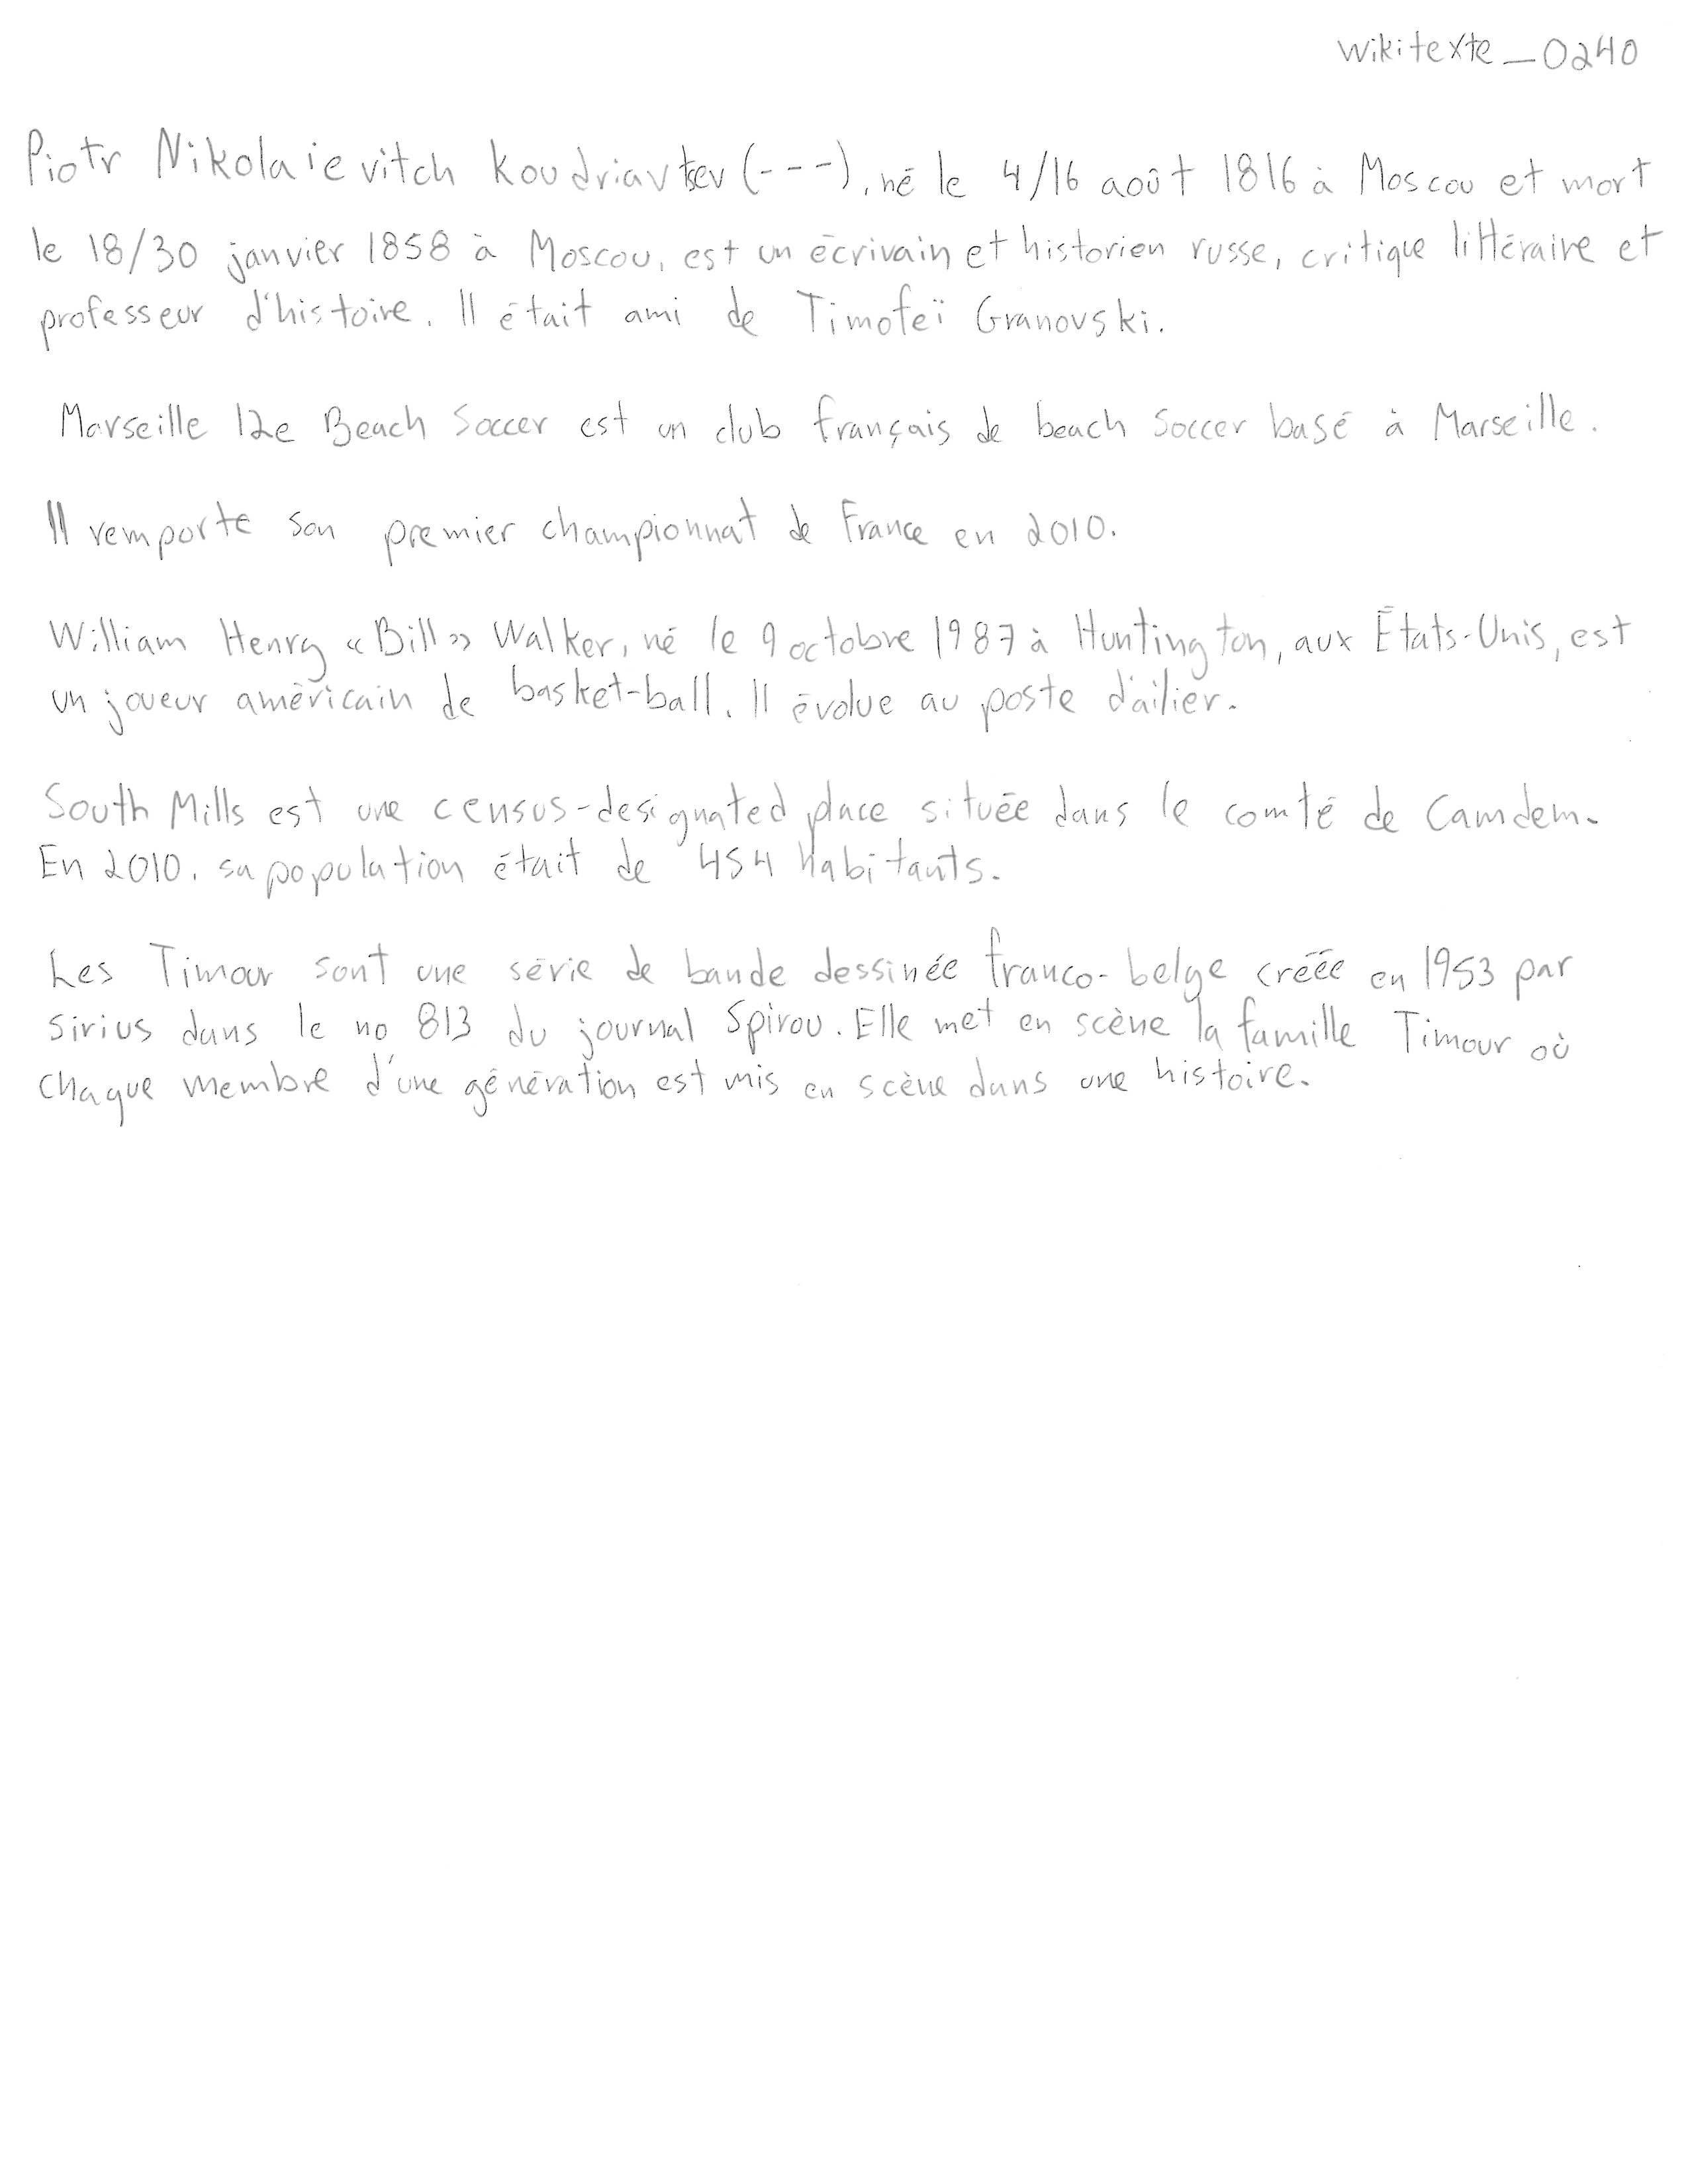 wikitexte_0240
Piotr Nikolaievitch Koudriavtsev (---), né le 4/16 août 1816 à Moscou et mort
le 18/30 janvier 1858 à Moscou, est un écrivain et historien russe, critique littéraire et
professeur d'histoire. Il était ami de Timofeï Granovski.
Marseille 12e Beach Soccer est un club français de beach soccer basé à Marseille.
Il remporte son premier championnat de France en 2010.
William Henry «Bill» Walker, né le 9 octobre 1987 à Huntington, aux États-Unis, est
un joueur américain de basket-ball. Il évolue au poste d'ailier.
South Mills est une census-designated place située dans le comté de Camdem.
En 2010, sa population était de 454 habitants.
Les Timour sont une série de bande dessinée franco-belge créée en 1953 par
Sirius dans le no 813 du journal Spirou. Elle met en scène la famille Timour où
chaque membre d'une génération est mis en scène dans une histoire.